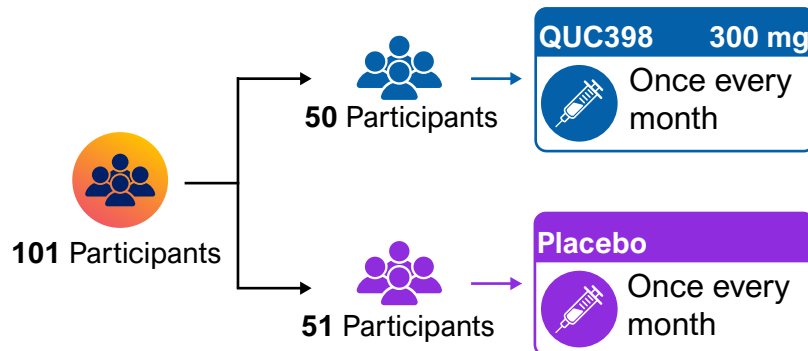 101 Participants
50 Participants
QUC398 300 mg
Once every
month
51 Participants
Placebo
Once every
month